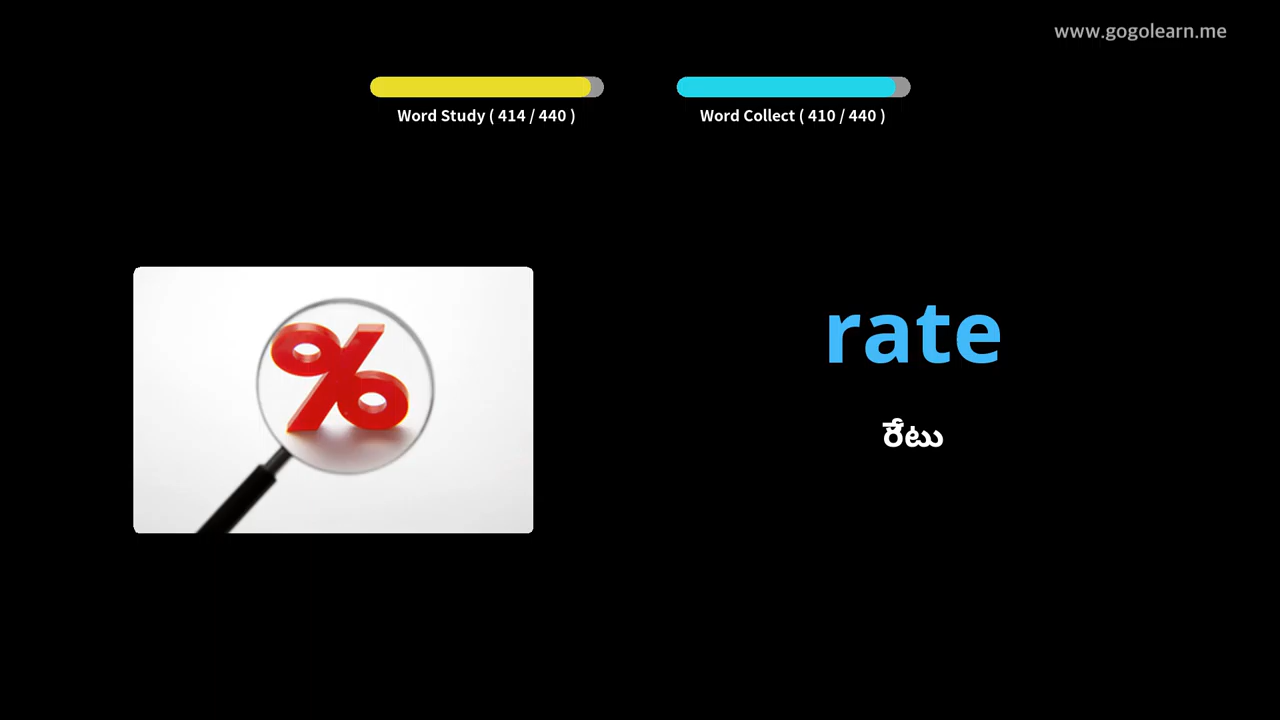 www.gogolearn.me
Word Study ( 414 / 440 )
Word Collect ( 410 / 440 )
%
rate
రేటు